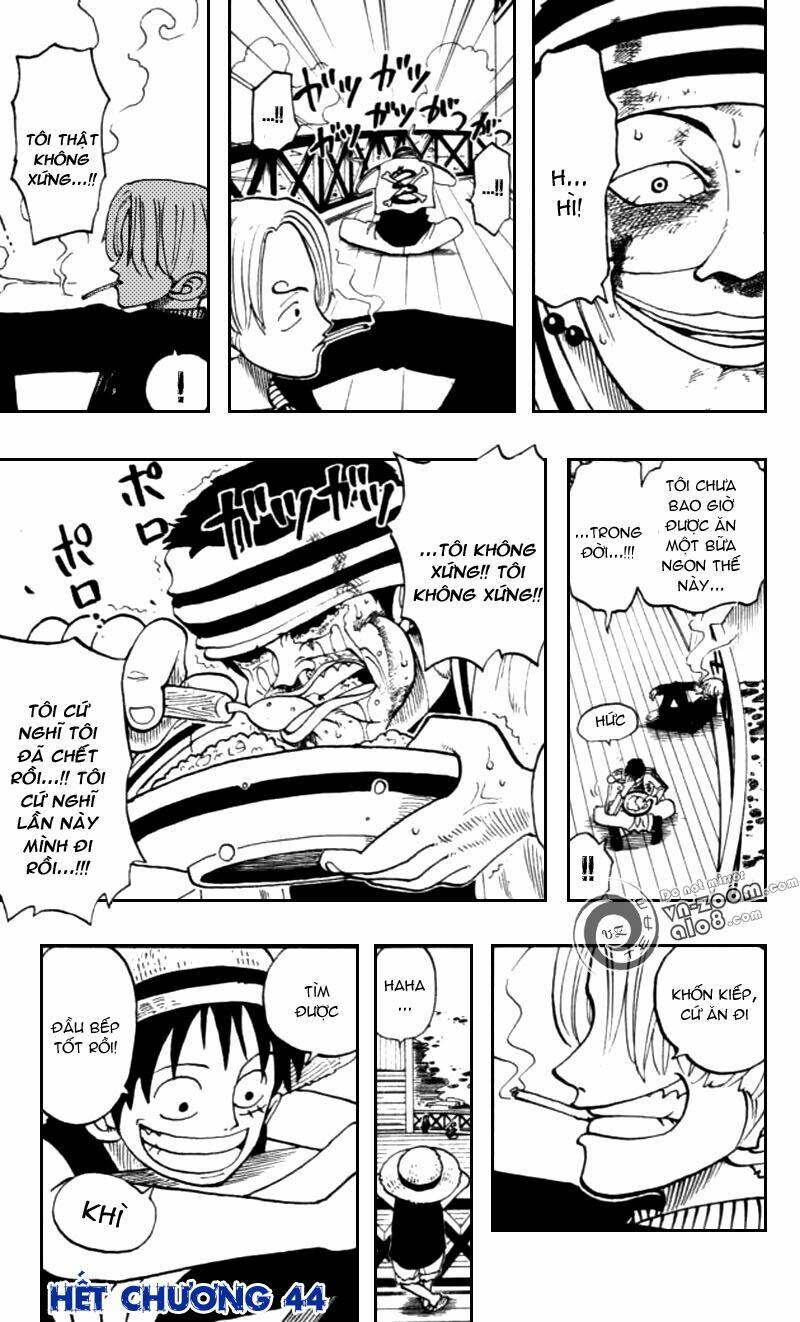 H...
HÌ!
ガツ
ガツ
ガツ
ガツ
...!!
...!!
TÔI THẬT
KHÔNG
XỨNG...!!
!!
TÔI CHƯA
BAO GIỜ
ĐƯỢC ĂN
MỘT BỮA
NGON THẾ
NÀY...
...TRONG
ĐỜI...!!!
HỨC
!!
ガツ
ガツ
ポロ
ポロ
...TÔI KHÔNG
XỨNG!! TÔI
KHÔNG XỨNG!!
TÔI CỨ
NGHĨ TÔI
ĐÃ CHẾT
RỒI...!! TÔI
CỨ NGHĨ
LẦN NÀY
MÌNH ĐI
RỒI...!!!
Do not mirror
vn-zoom.com
alo8.com
KHỐN KIẾP,
CỨ ĂN ĐI
HAHA
...
TÌM
ĐƯỢC
ĐẦU BẾP
TỐT RỒI!
KHÌ
HẾT CHƯƠNG 44